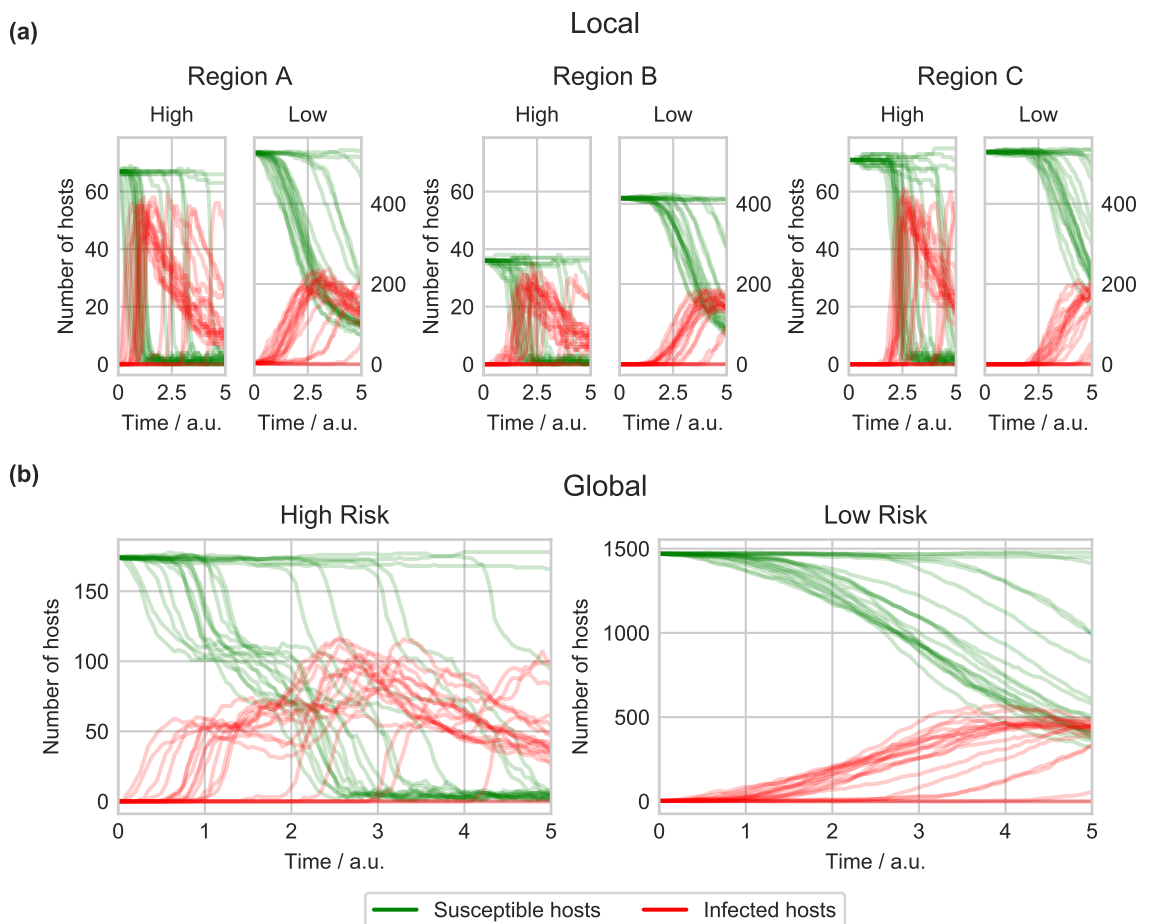 (a)
Local
Region A Region B Region C
High Low High Low High Low
Number of hosts
60
40
20
0
400
200
0
0 2.5 5
0 2.5 5
Time / a.u.
Time / a.u.
Number of hosts
60
40
20
0
400
200
0
0 2.5 5
0 2.5 5
Time / a.u.
Time / a.u.
Number of hosts
60
40
20
0
400
200
0
0 2.5 5
0 2.5 5
Time / a.u.
Time / a.u.
(b)
Global
High Risk
Number of hosts
150
100
50
0
0 1 2 3 4 5
Time / a.u.
Low Risk
Number of hosts
1500
1000
500
0
0 1 2 3 4 5
Time / a.u.
Susceptible hosts Infected hosts